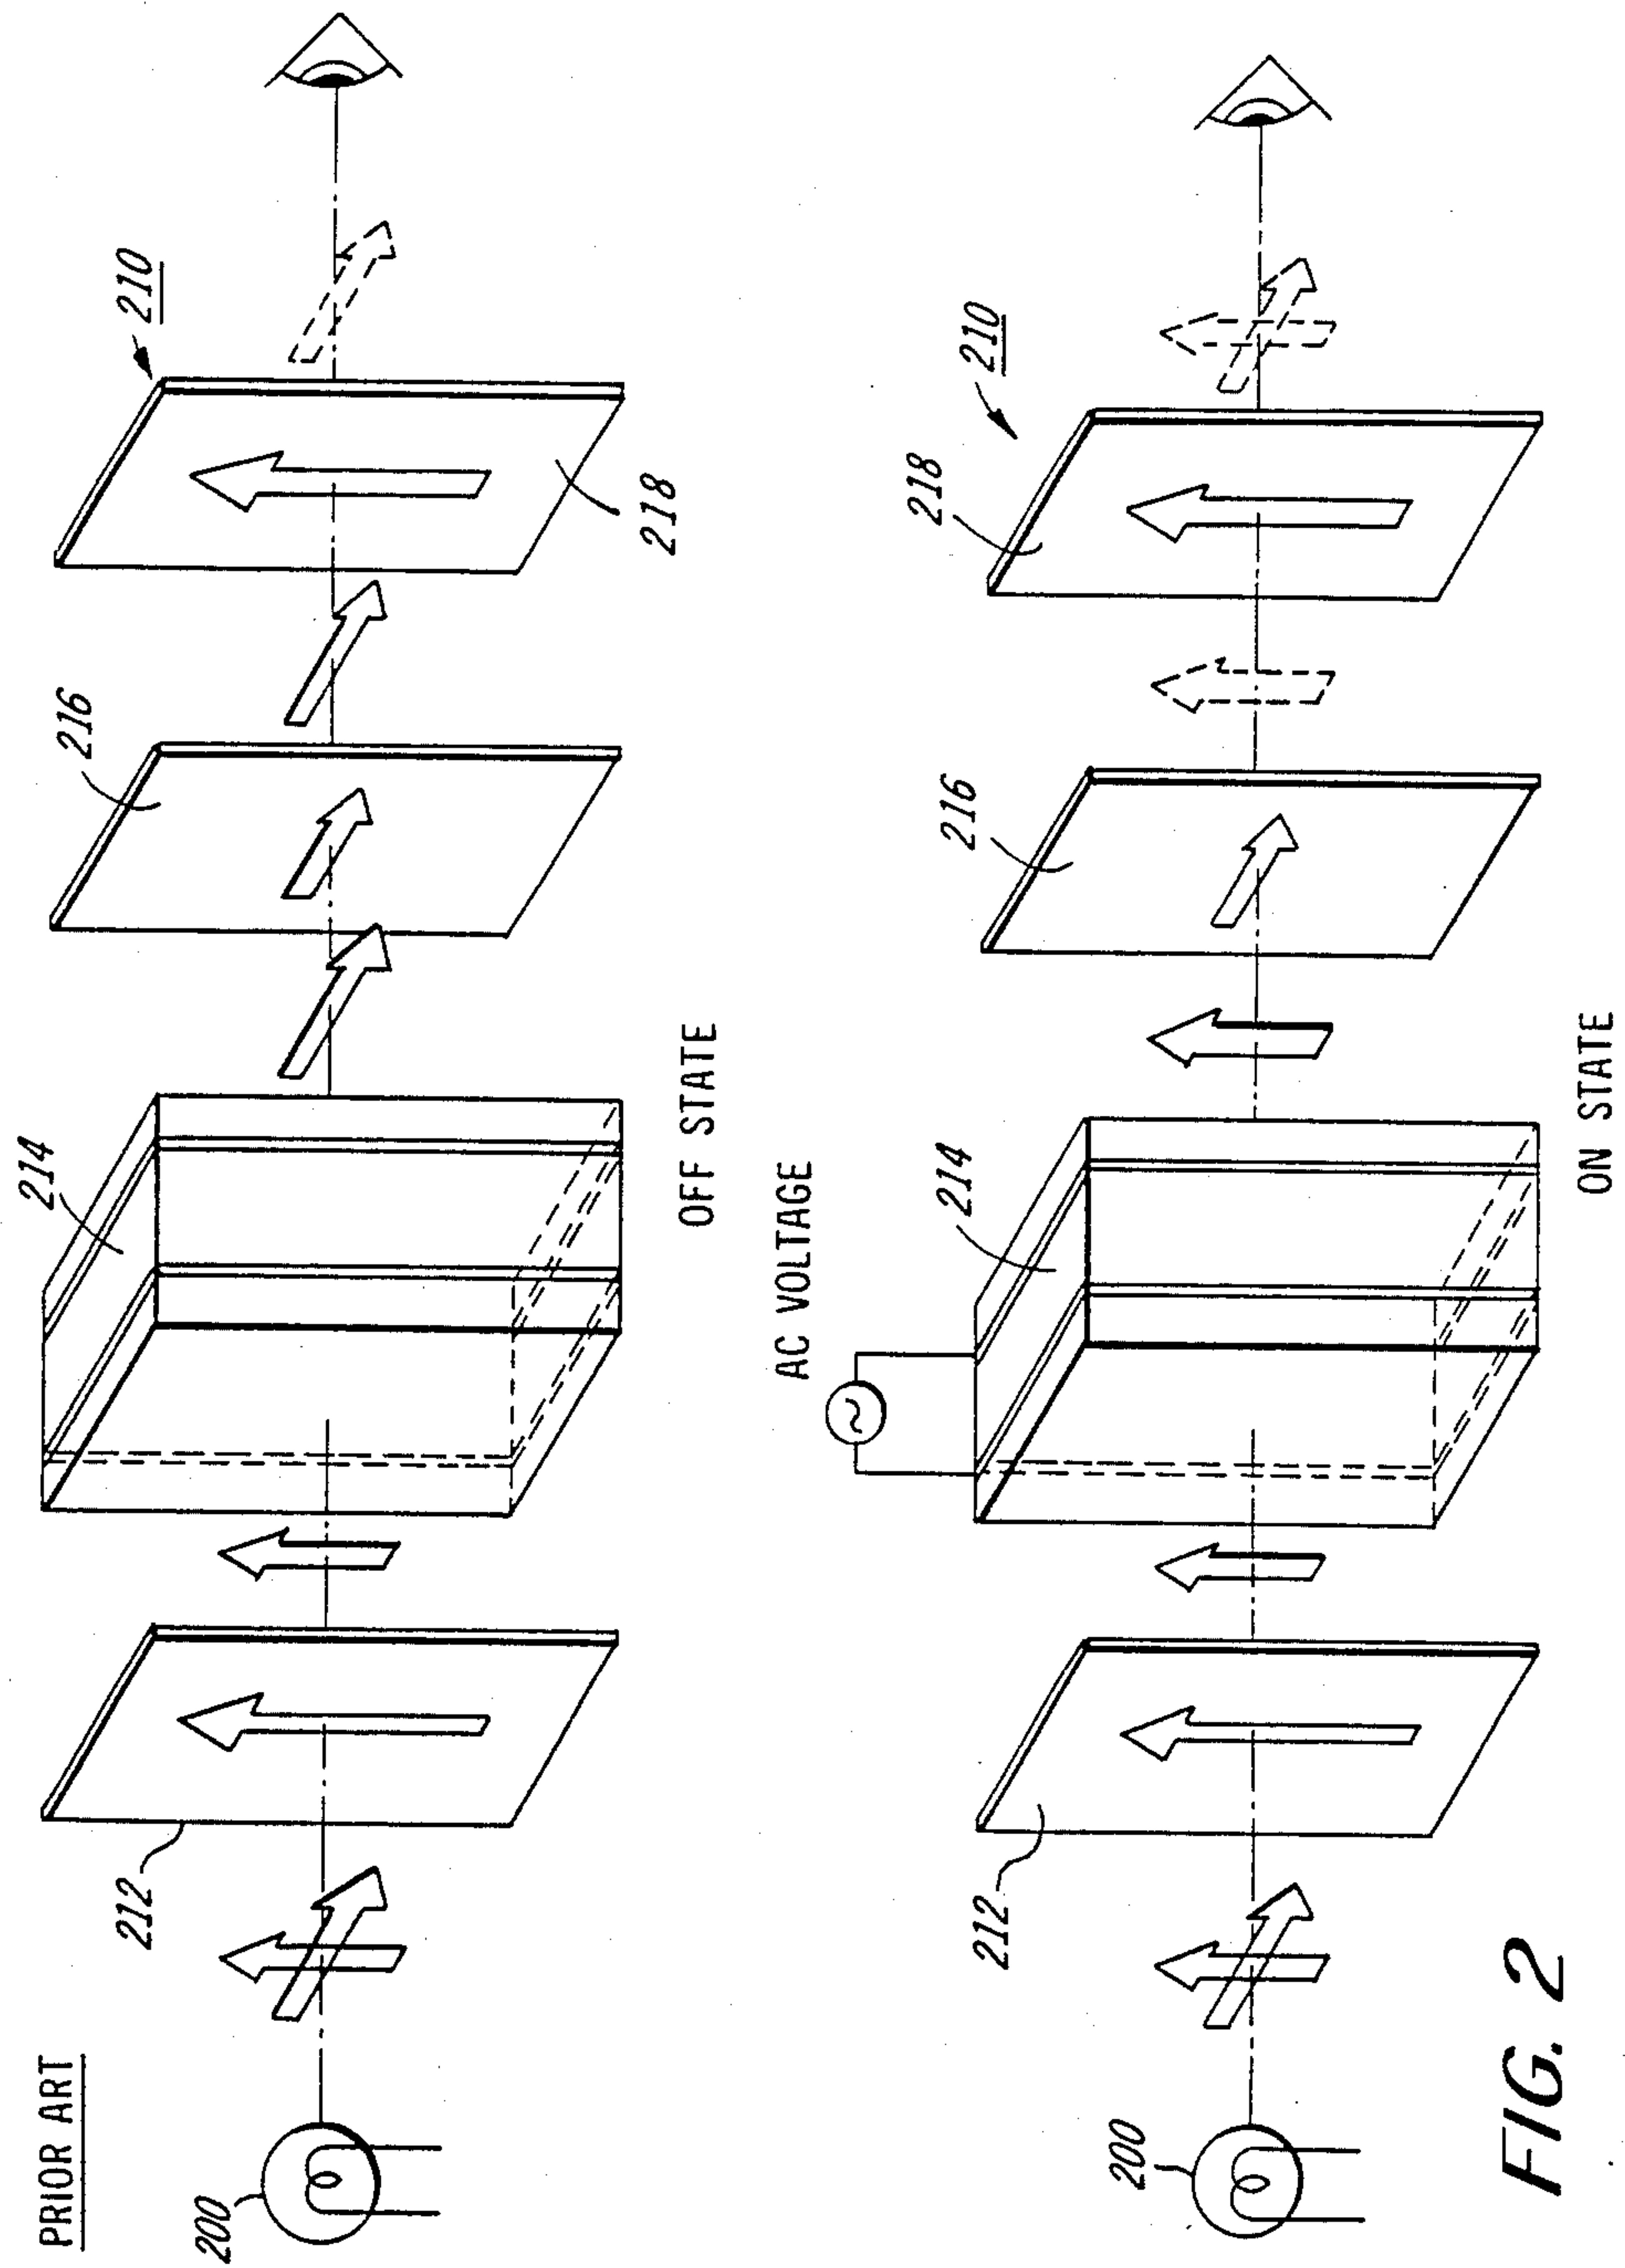 PRIOR ART
200
212
214
216
210
218
OFF STATE
AC VOLTAGE
200
212
214
216
218
210
ON STATE
FIG. 2